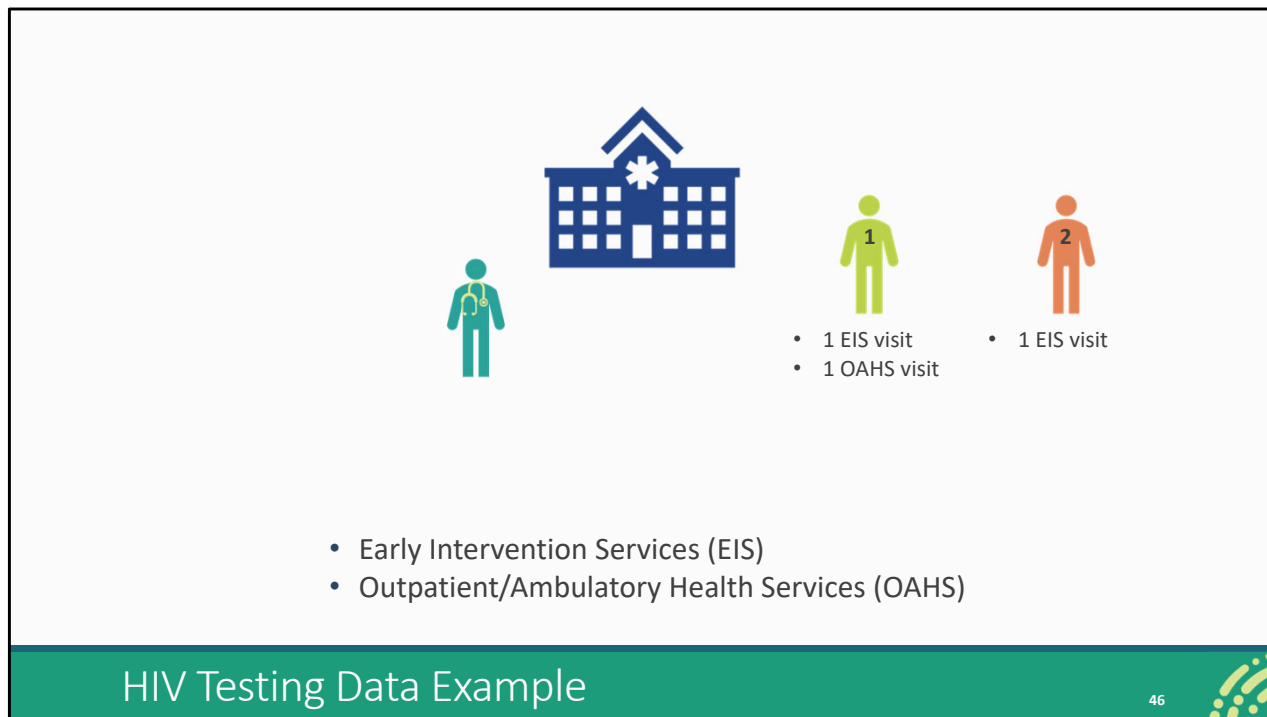 1
2
• 1 EIS visit
• 1 OAHS visit
• 1 EIS visit
• Early Intervention Services (EIS)
• Outpatient/Ambulatory Health Services (OAHS)
HIV Testing Data Example
46